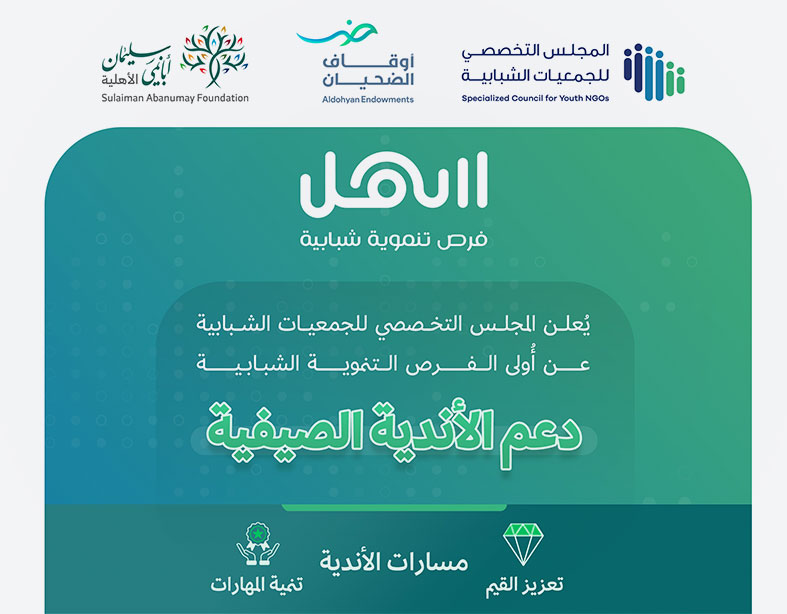 المجلس التخصصي
للجمعيات الشبابية
Specialized Council for Youth NGOs
أوقاف
الضحيان
Aldohyan Endowments
سليمان
أبانمي
الأهلية
Sulaiman Abanumay Foundation
فرص تنموية شبابية
يُعلن المجلس التخصصي للجمعيات الشبابية
عن أُولى الفرص التنموية الشبابية
دعم الأندية الصيفية
مسارات الأندية
تعزيز القيم
تنمية المهارات